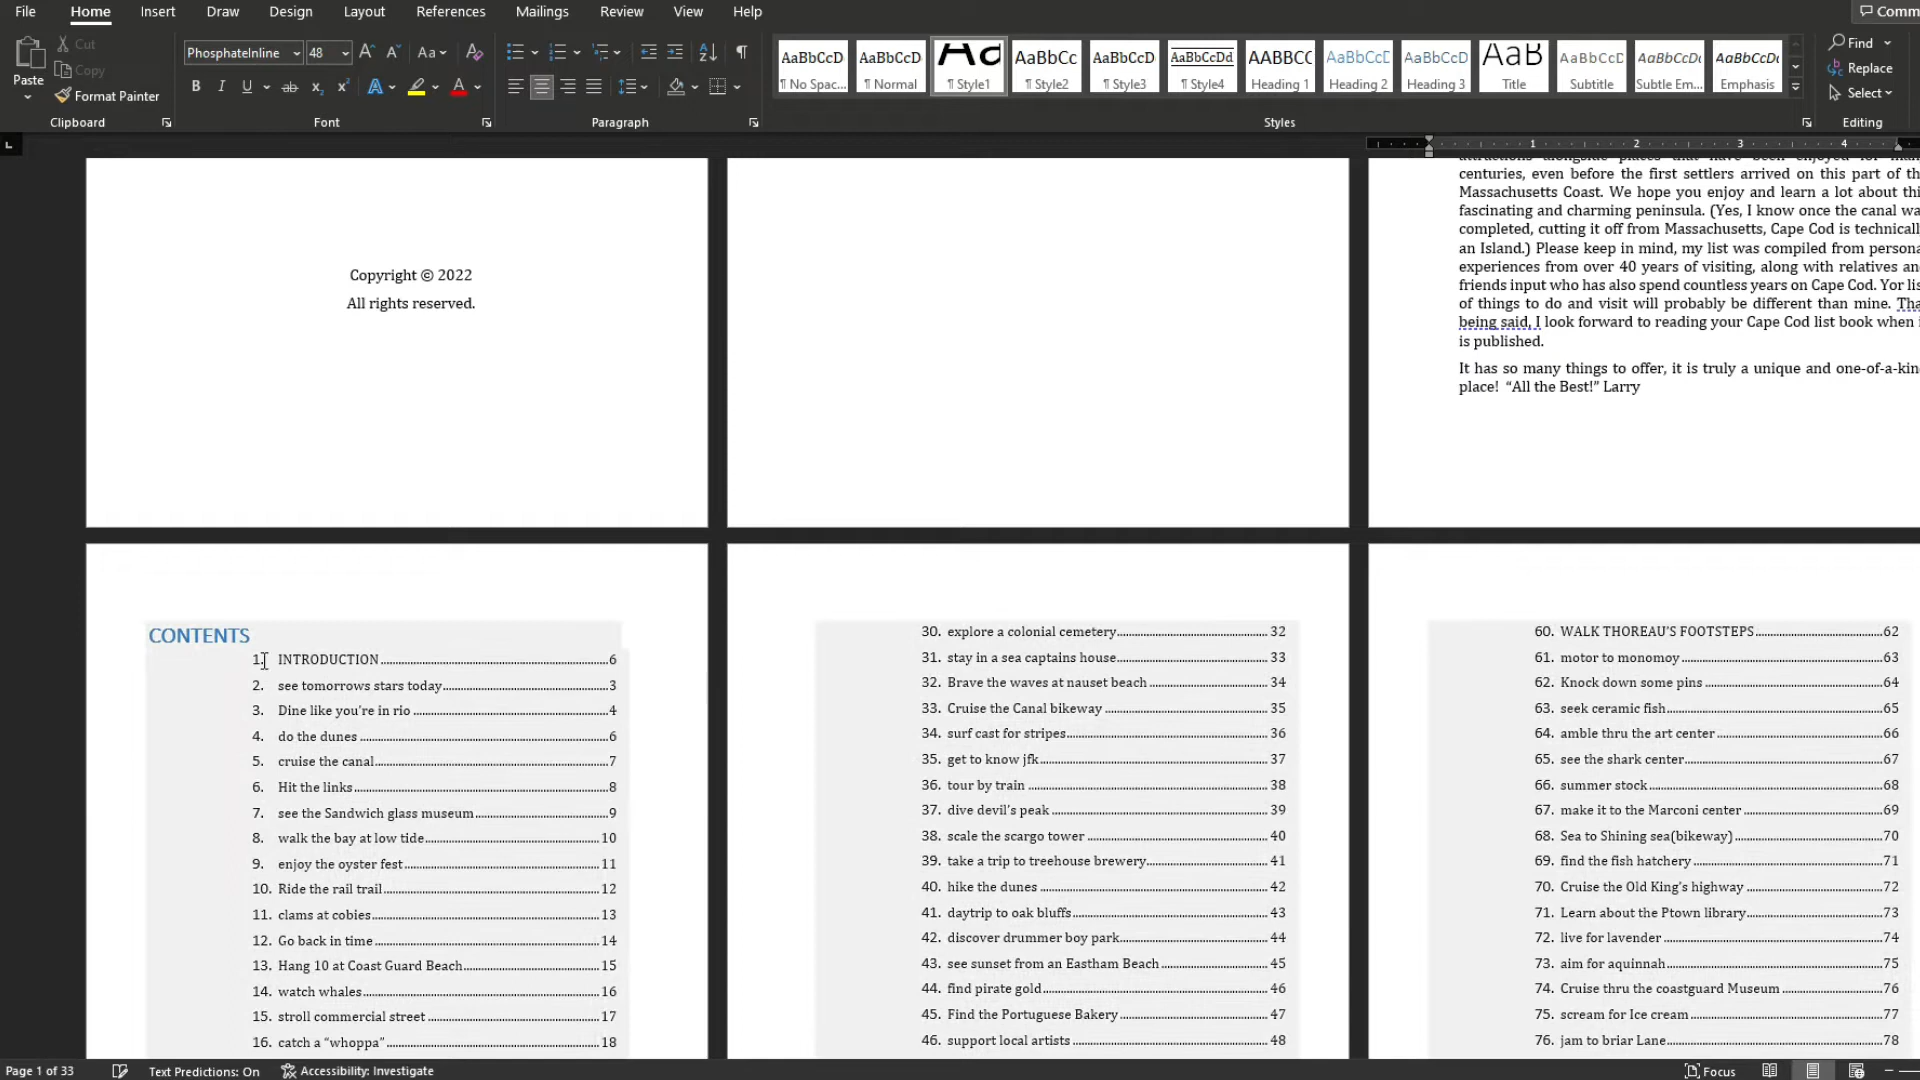 File Home Insert Draw Design Layout References Mailings Review View Help
Comm
Paste
Cut
Copy
Format Painter
Clipboard
PhosphateInline 48
Aa
B I U ab x₂ x² A A
Font
Paragraph
AaBbCcD ¶ No Spac...
AaBbCcD ¶ Normal
¶ Style1
AaBbCc ¶ Style2
AaBbCcD ¶ Style3
AaBbCcDd ¶ Style4
AABBCC Heading 1
AaBbCcD Heading 2
AaBbCcD Heading 3
AaB Title
AaBbCcD Subtitle
AaBbCcDd Subtle Em...
AaBbCcDd Emphasis
Styles
Find
Replace
Select
Editing
1 2 3 4
Copyright © 2022
All rights reserved.
attractions alongside places that have been enjoyed for
centuries, even before the first settlers arrived on this part of
Massachusetts Coast. We hope you enjoy and learn a lot about
fascinating and charming peninsula. (Yes, I know once the canal
completed, cutting it off from Massachusetts, Cape Cod is
an Island.) Please keep in mind, my list was compiled from
experiences from over 40 years of visiting, along with relatives
friends input who has also spend countless years on Cape Cod. Yor
of things to do and visit will probably be different than mine.
being said, I look forward to reading your Cape Cod list book when
is published.
It has so many things to offer, it is truly a unique and
place! “All the Best!” Larry
CONTENTS
1. INTRODUCTION 6
2. see tomorrows stars today 3
3. Dine like you're in rio 4
4. do the dunes 6
5. cruise the canal 7
6. Hit the links 8
7. see the Sandwich glass museum 9
8. walk the bay at low tide 10
9. enjoy the oyster fest 11
10. Ride the rail trail 12
11. clams at cobies 13
12. Go back in time 14
13. Hang 10 at Coast Guard Beach 15
14. watch whales 16
15. stroll commercial street 17
16. catch a “whoppa” 18
30. explore a colonial cemetery 32
31. stay in a sea captains house 33
32. Brave the waves at nauset beach 34
33. Cruise the Canal bikeway 35
34. surf cast for stripes 36
35. get to know jfk 37
36. tour by train 38
37. dive devil's peak 39
38. scale the scargo tower 40
39. take a trip to treehouse brewery 41
40. hike the dunes 42
41. daytrip to oak bluffs 43
42. discover drummer boy park 44
43. see sunset from an Eastham Beach 45
44. find pirate gold 46
45. Find the Portuguese Bakery 47
46. support local artists 48
60. WALK THOREAU'S FOOTSTEPS 62
61. motor to monomoy 63
62. Knock down some pins 64
63. seek ceramic fish 65
64. amble thru the art center 66
65. see the shark center 67
66. summer stock 68
67. make it to the Marconi center 69
68. Sea to Shining sea(bikeway) 70
69. find the fish hatchery 71
70. Cruise the Old King's highway 72
71. Learn about the Ptown library 73
72. live for lavender 74
73. aim for aquinnah 75
74. Cruise thru the coastguard Museum 76
75. scream for Ice cream 77
76. jam to briar Lane 78
Page 1 of 33
Text Predictions: On
Accessibility: Investigate
Focus